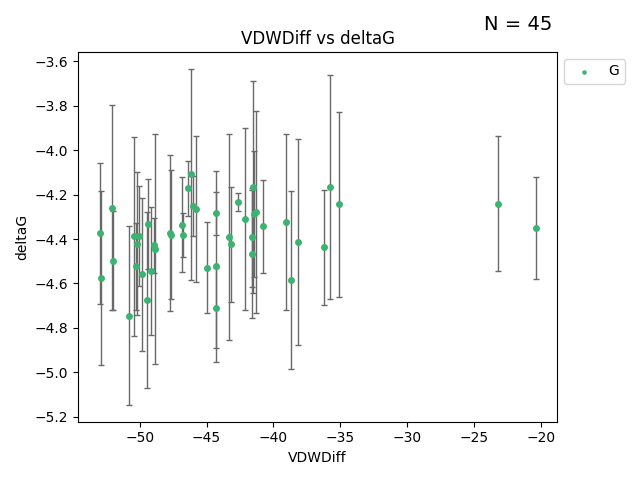 N = 45
VDWDiff vs deltaG
G
deltaG
−3.6
−3.8
−4.0
−4.2
−4.4
−4.6
−4.8
−5.0
−5.2
−50 −45 −40 −35 −30 −25 −20
VDWDiff